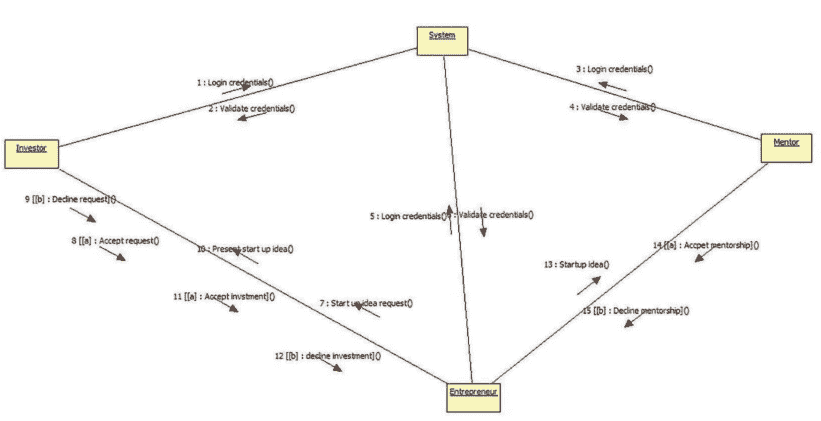 System
3 : Login credentials()
1 : Login credentials()
2 : Validate credentials()
4 : Validate credentials()
Investor
Mentor
9 [[b] : Decline request]()
5 : Login credentials()
: Validate credentials()
8 [[a] : Accept request]()
10 : Present start up idea()
14 [[a] : Accpet mentorship]()
13 : Startup idea()
11 [[a] : Accept invstment]()
7 : Start up idea request()
15 [[b] : Decline mentorship]()
12 [[b] : decline investment]()
Entrepreneur